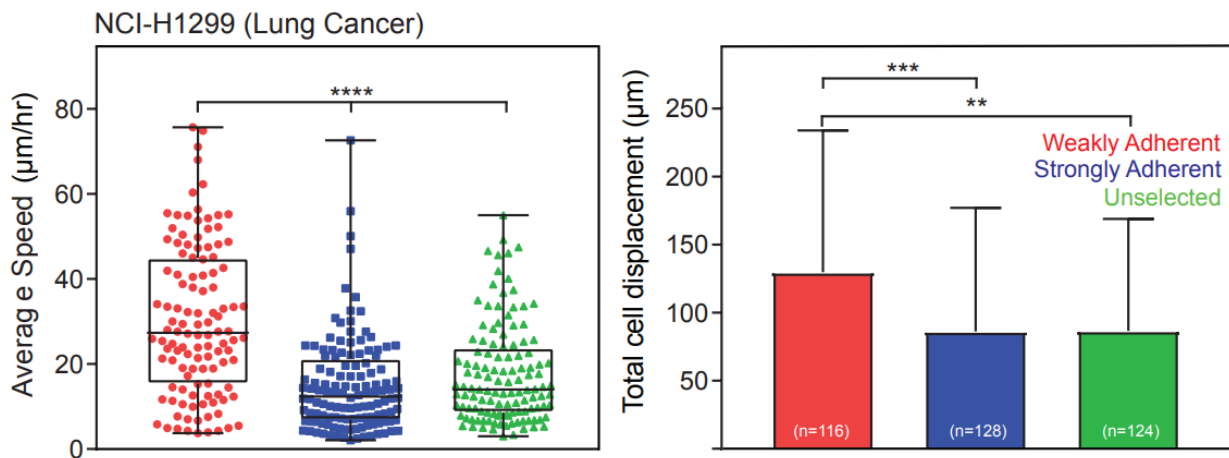 NCI-H1299 (Lung Cancer)
Averag e Speed (µm/hr)
80
60
40
20
0
****
Total cell displacement (µm)
250
200
150
100
50
***
**
Weakly Adherent
Strongly Adherent
Unselected
(n=116)
(n=128)
(n=124)